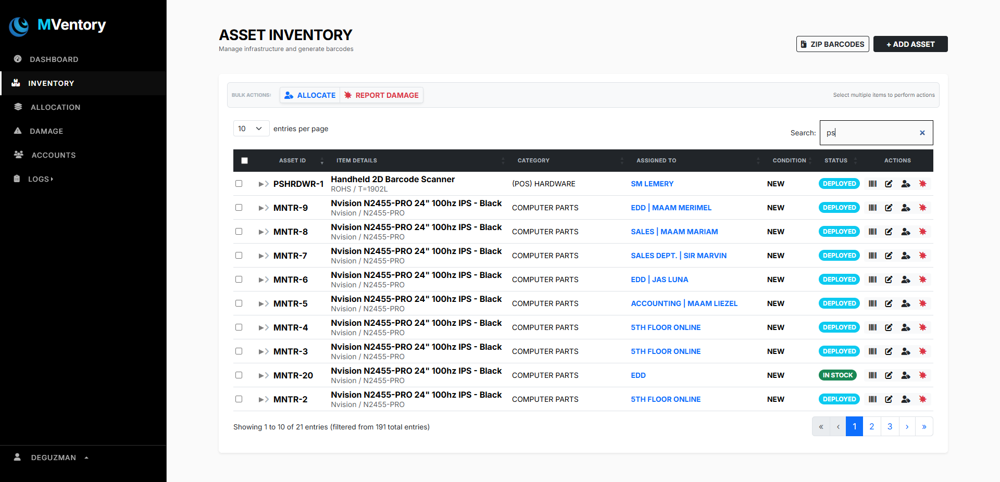 MVentory
DASHBOARD
INVENTORY
ALLOCATION
DAMAGE
ACCOUNTS
LOGS
DEGUZMAN
ASSET INVENTORY
Manage infrastructure and generate barcodes
ZIP BARCODES
+ ADD ASSET
BULK ACTIONS: ALLOCATE REPORT DAMAGE Select multiple items to perform actions
10 entries per page
Search: ps
ASSET ID ITEM DETAILS CATEGORY ASSIGNED TO CONDITION STATUS ACTIONS
PSHRDWR-1 Handheld 2D Barcode Scanner (POS) HARDWARE SM LEMERY NEW DEPLOYED
ROHS / T=1902L
MNTR-9 Nvision N2455-PRO 24" 100hz IPS - Black COMPUTER PARTS EDD | MAAM MERIMEL NEW DEPLOYED
Nvision / N2455-PRO
MNTR-8 Nvision N2455-PRO 24" 100hz IPS - Black COMPUTER PARTS SALES | MAAM MARIAM NEW DEPLOYED
Nvision / N2455-PRO
MNTR-7 Nvision N2455-PRO 24" 100hz IPS - Black COMPUTER PARTS SALES DEPT. | SIR MARVIN NEW DEPLOYED
Nvision / N2455-PRO
MNTR-6 Nvision N2455-PRO 24" 100hz IPS - Black COMPUTER PARTS EDD | JAS LUNA NEW DEPLOYED
Nvision / N2455-PRO
MNTR-5 Nvision N2455-PRO 24" 100hz IPS - Black COMPUTER PARTS ACCOUNTING | MAAM LIEZEL NEW DEPLOYED
Nvision / N2455-PRO
MNTR-4 Nvision N2455-PRO 24" 100hz IPS - Black COMPUTER PARTS 5TH FLOOR ONLINE NEW DEPLOYED
Nvision / N2455-PRO
MNTR-3 Nvision N2455-PRO 24" 100hz IPS - Black COMPUTER PARTS 5TH FLOOR ONLINE NEW DEPLOYED
Nvision / N2455-PRO
MNTR-20 Nvision N2455-PRO 24" 100hz IPS - Black COMPUTER PARTS EDD NEW IN STOCK
Nvision / N2455-PRO
MNTR-2 Nvision N2455-PRO 24" 100hz IPS - Black COMPUTER PARTS 5TH FLOOR ONLINE NEW DEPLOYED
Nvision / N2455-PRO
Showing 1 to 10 of 21 entries (filtered from 191 total entries)
« ‹ 1 2 3 › »